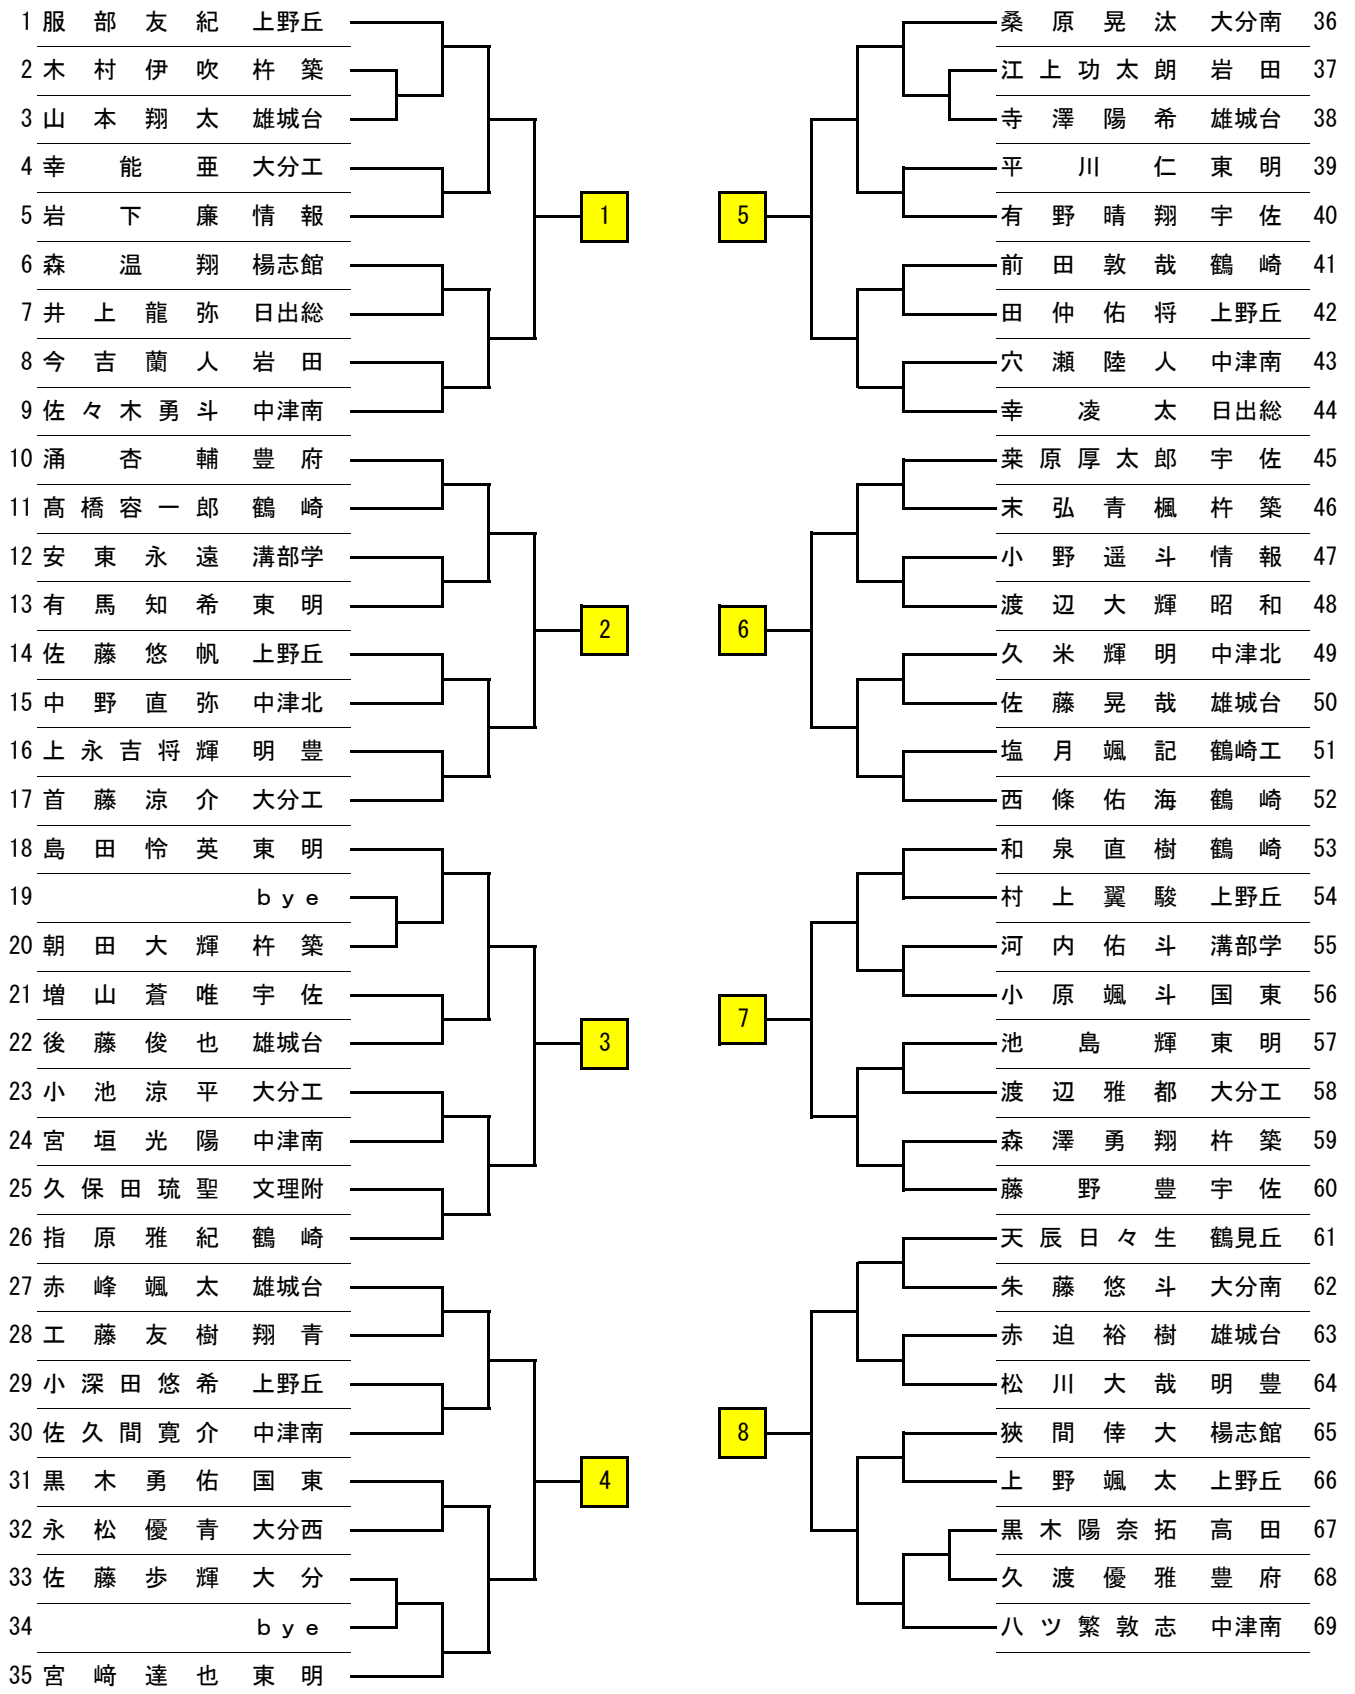 1 服部友紀 上野丘
2 木村伊吹 杵築
3 山本翔太 雄城台
4 幸能亜 大分工
5 岩下廉 情報
6 森温翔 楊志館
7 井上龍弥 日出総
8 今吉蘭人 岩田
9 佐々木勇斗 中津南
10 涌杏輔 豊府
11 髙橋容一郎 鶴崎
12 安東永遠 溝部学
13 有馬知希 東明
14 佐藤悠帆 上野丘
15 中野直弥 中津北
16 上永吉将輝 明豊
17 首藤涼介 大分工
18 島田怜英 東明
19 bye
20 朝田大輝 杵築
21 増山蒼唯 宇佐
22 後藤俊也 雄城台
23 小池涼平 大分工
24 宮垣光陽 中津南
25 久保田琉聖 文理附
26 指原雅紀 鶴崎
27 赤峰颯太 雄城台
28 工藤友樹 翔青
29 小深田悠希 上野丘
30 佐久間寛介 中津南
31 黒木勇佑 国東
32 永松優青 大分西
33 佐藤歩輝 大分
34 bye
35 宮﨑達也 東明
1
2
3
4
5
6
7
8
桑原晃汰 大分南 36
江上功太朗 岩田 37
寺澤陽希 雄城台 38
平川仁 東明 39
有野晴翔 宇佐 40
前田敦哉 鶴崎 41
田仲佑将 上野丘 42
穴瀬陸人 中津南 43
幸凌太 日出総 44
桒原厚太郎 宇佐 45
末弘青楓 杵築 46
小野遥斗 情報 47
渡辺大輝 昭和 48
久米輝明 中津北 49
佐藤晃哉 雄城台 50
塩月颯記 鶴崎工 51
西條佑海 鶴崎 52
和泉直樹 鶴崎 53
村上翼駿 上野丘 54
河内佑斗 溝部学 55
小原颯斗 国東 56
池島輝 東明 57
渡辺雅都 大分工 58
森澤勇翔 杵築 59
藤野豊 宇佐 60
天辰日々生 鶴見丘 61
朱藤悠斗 大分南 62
赤迫裕樹 雄城台 63
松川大哉 明豊 64
狹間倖大 楊志館 65
上野颯太 上野丘 66
黒木陽奈拓 高田 67
久渡優雅 豊府 68
八ツ繁敦志 中津南 69